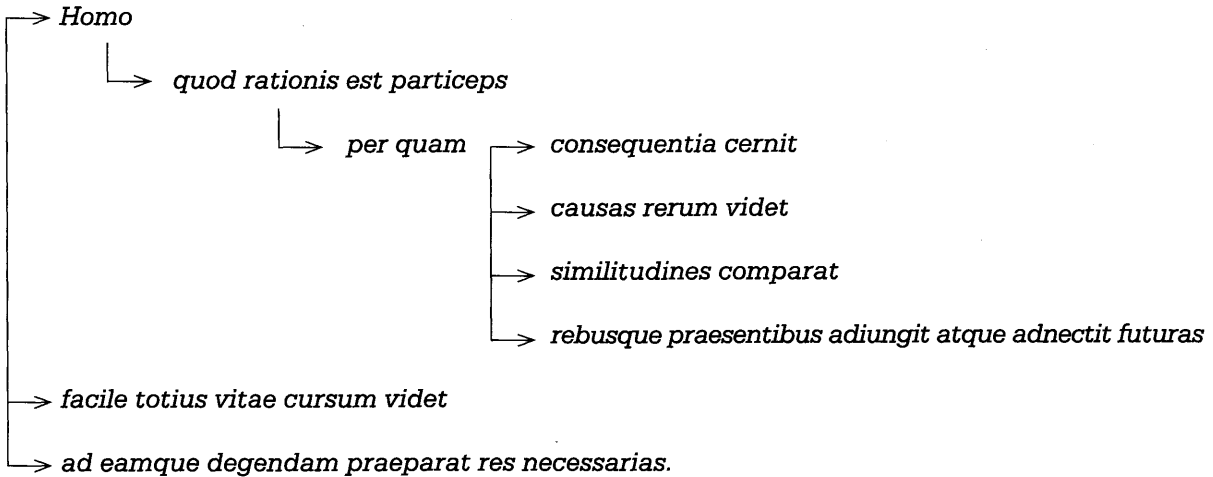 Homo
quod rationis est particeps
per quam consequentia cernit
causas rerum videt
similitudines comparat
rebusque praesentibus adiungit atque adnectit futuras
facile totius vitae cursum videt
ad eamque degendam praeparat res necessarias.